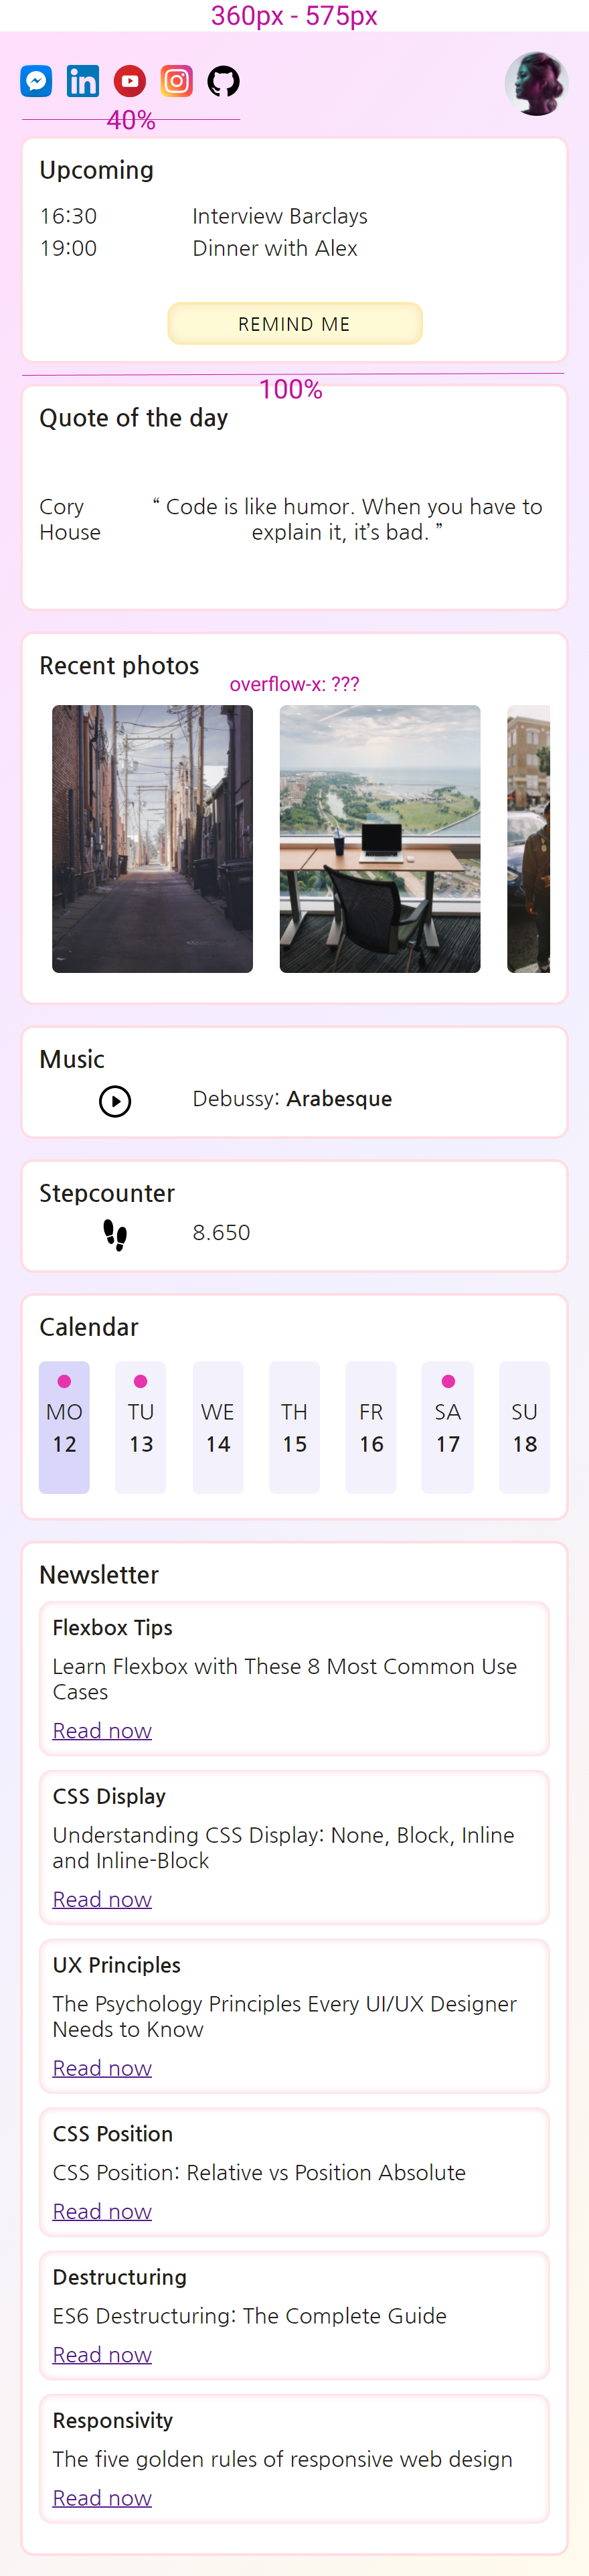 360px - 575px
40%
Upcoming
16:30 Interview Barclays
19:00 Dinner with Alex
REMIND ME
100%
Quote of the day
Cory House
“ Code is like humor. When you have to
explain it, it’s bad. ”
Recent photos
overflow-x: ???
Music
Debussy: Arabesque
Stepcounter
8.650
Calendar
MO TU WE TH FR SA SU
12 13 14 15 16 17 18
Newsletter
Flexbox Tips
Learn Flexbox with These 8 Most Common Use
Cases
Read now
CSS Display
Understanding CSS Display: None, Block, Inline
and Inline-Block
Read now
UX Principles
The Psychology Principles Every UI/UX Designer
Needs to Know
Read now
CSS Position
CSS Position: Relative vs Position Absolute
Read now
Destructuring
ES6 Destructuring: The Complete Guide
Read now
Responsivity
The five golden rules of responsive web design
Read now